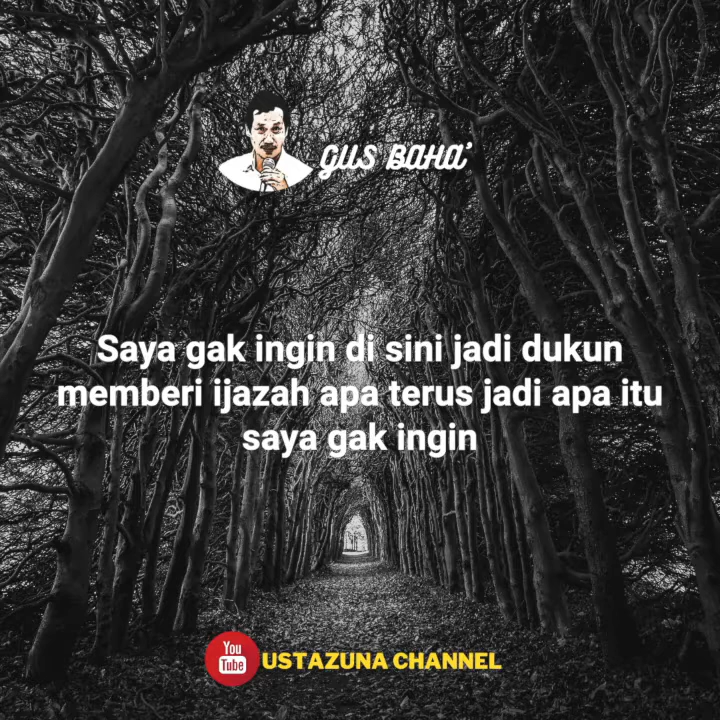 GUS BAHA'
Saya gak ingin di sini jadi dukun
memberi ijazah apa terus jadi apa itu
saya gak ingin
You
Tube
USTAZUNA CHANNEL